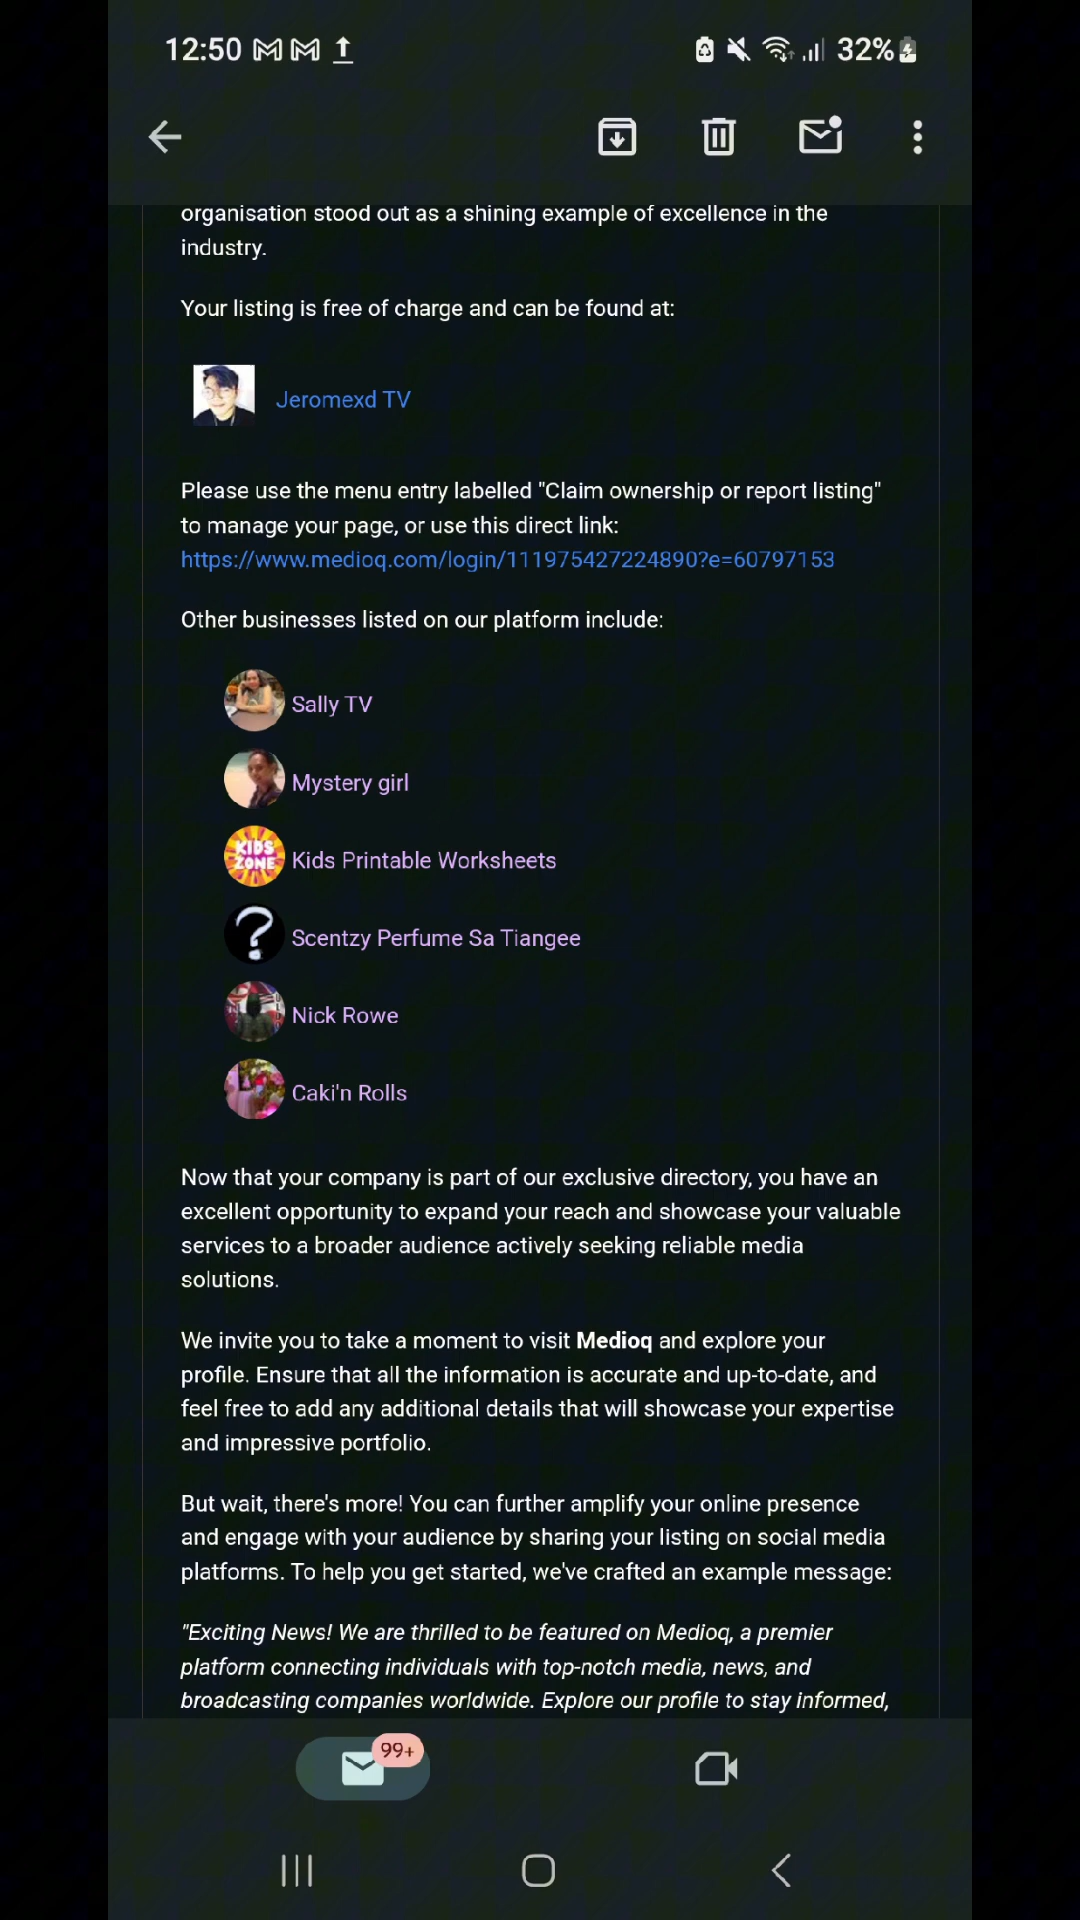 12:50 32%
organisation stood out as a shining example of excellence in the
industry.
Your listing is free of charge and can be found at:
Jeromexd TV
Please use the menu entry labelled "Claim ownership or report listing"
to manage your page, or use this direct link:
https://www.medioq.com/login/111975427224890?e=60797153
Other businesses listed on our platform include:
Sally TV
Mystery girl
KIDS
ZONE
Kids Printable Worksheets
?
Scentzy Perfume Sa Tiangee
Nick Rowe
Caki'n Rolls
Now that your company is part of our exclusive directory, you have an
excellent opportunity to expand your reach and showcase your valuable
services to a broader audience actively seeking reliable media
solutions.
We invite you to take a moment to visit Medioq and explore your
profile. Ensure that all the information is accurate and up-to-date, and
feel free to add any additional details that will showcase your expertise
and impressive portfolio.
But wait, there's more! You can further amplify your online presence
and engage with your audience by sharing your listing on social media
platforms. To help you get started, we've crafted an example message:
"Exciting News! We are thrilled to be featured on Medioq, a premier
platform connecting individuals with top-notch media, news, and
broadcasting companies worldwide. Explore our profile to stay informed,
99+